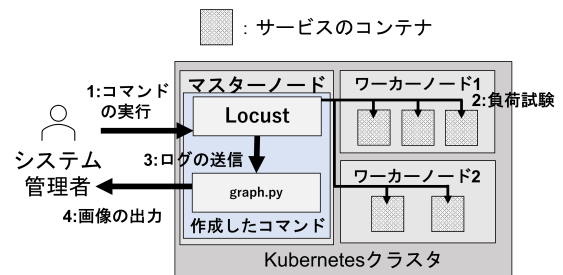 ：サービスのコンテナ
マスターノード
ワーカーノード1
1:コマンド
の実行
Locust
2:負荷試験
システム
管理者
3:ログの送信
graph.py
ワーカーノード2
4:画像の出力
作成したコマンド
Kubernetesクラスタ